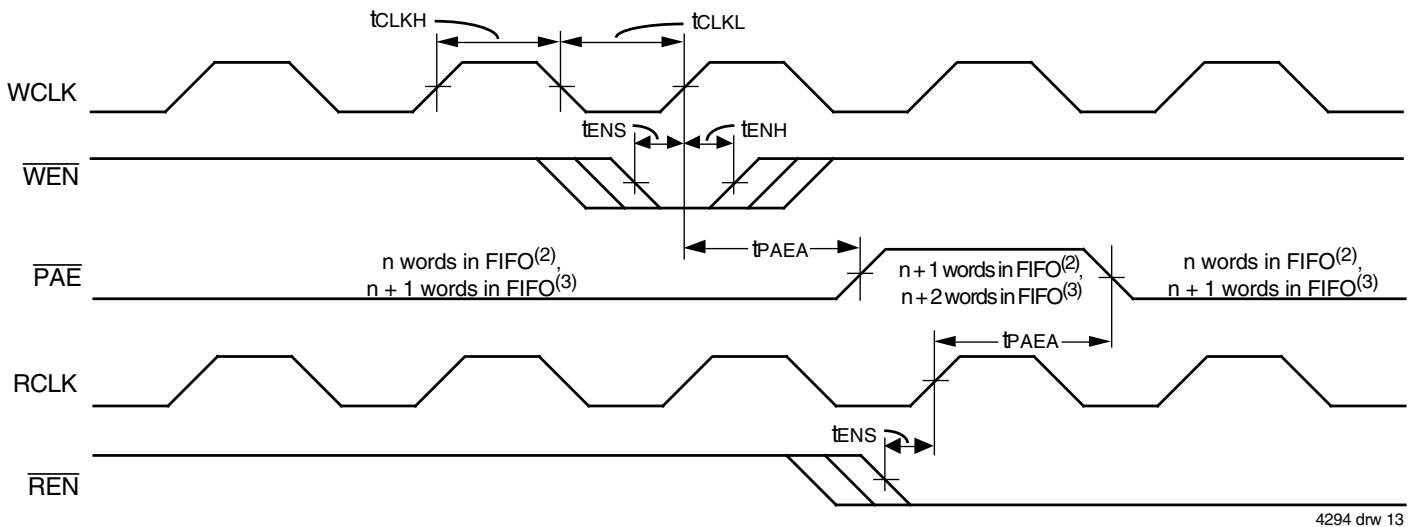 tCLKH
tCLKL
WCLK
tENS
tENH
WEN
tPAEA
PAE
n words in FIFO(2),
n + 1 words in FIFO(3)
n + 1 words in FIFO(2),
n + 2 words in FIFO(3)
n words in FIFO(2),
n + 1 words in FIFO(3)
tPAEA
RCLK
tENS
REN
4294 drw 13